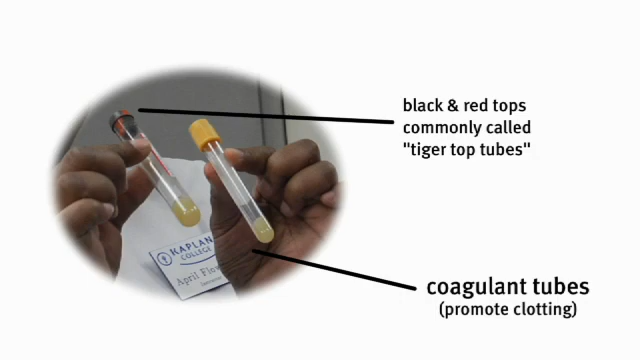 black & red tops
commonly called
"tiger top tubes"
KAPLAN
COLLEGE
April
coagulant tubes
(promote clotting)